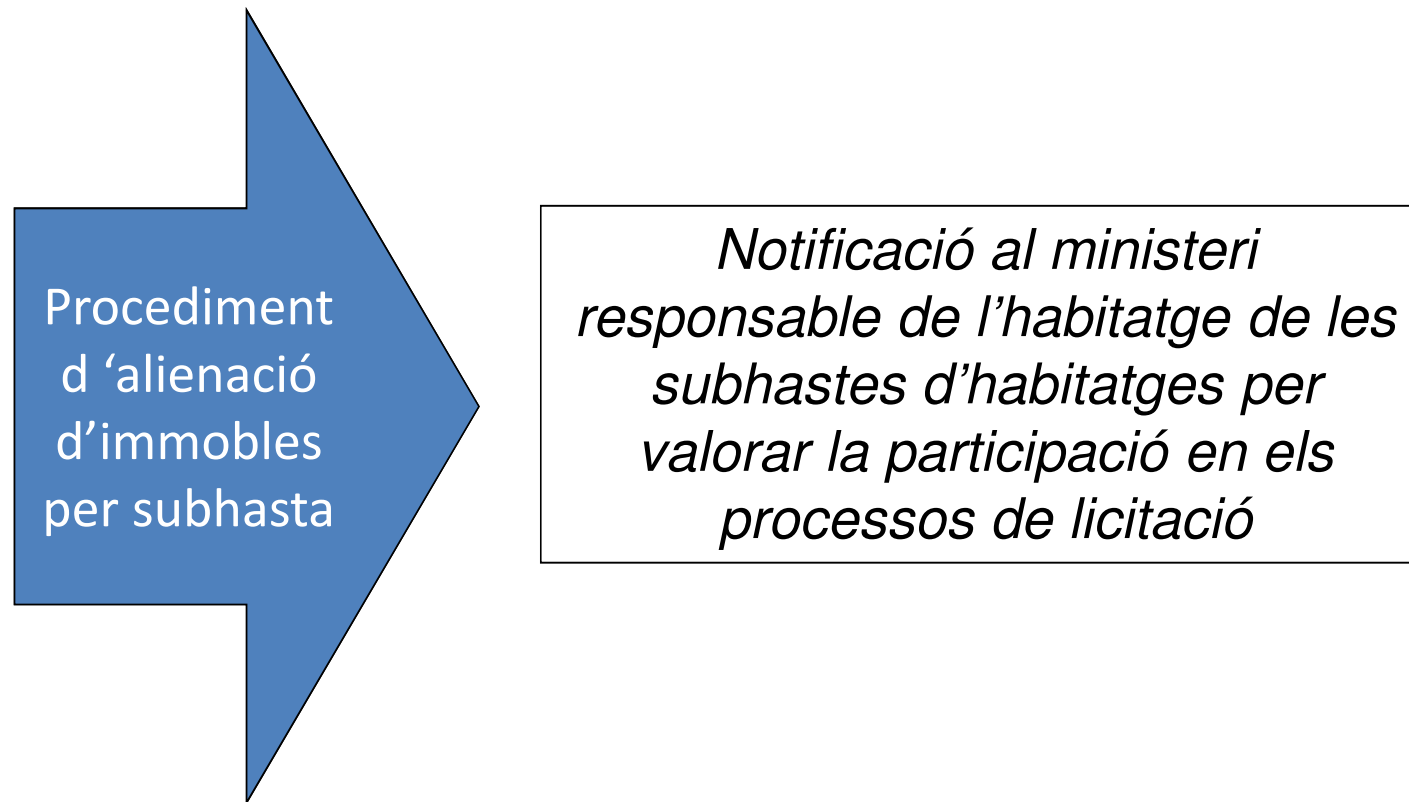 Procediment
d ‘alienació
d’immobles
per subhasta
Notificació al ministeri
responsable de l’habitatge de les
subhastes d’habitatges per
valorar la participació en els
processos de licitació